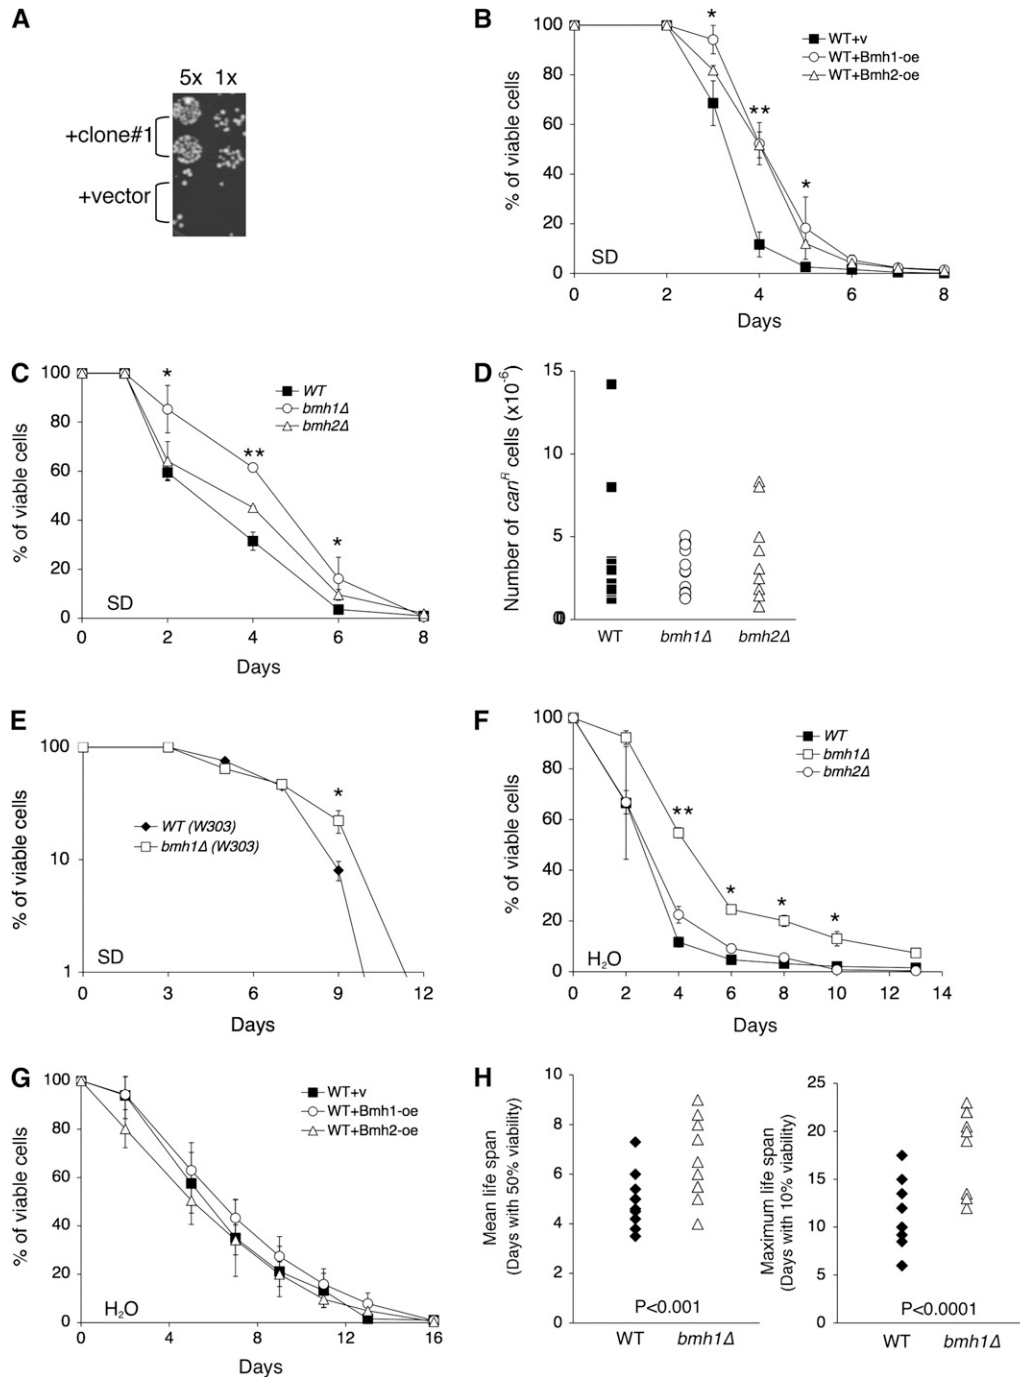 A
5x 1x
+clone#1
+vector
B
% of viable cells
100
80
60
40
20
0
0 2 4 6 8
Days
SD
* ** *
WT+v
WT+Bmh1-oe
WT+Bmh2-oe
C
% of viable cells
100
80
60
40
20
0
0 2 4 6 8
Days
SD
* ** *
WT
bmh1Δ
bmh2Δ
D
Number of canᴿ cells (x10⁻⁶)
15
10
5
0
WT bmh1Δ bmh2Δ
E
% of viable cells
100
10
1
0 3 6 9 12
Days
SD
*
WT (W303)
bmh1Δ (W303)
F
% of viable cells
100
80
60
40
20
0
0 2 4 6 8 10 12 14
Days
H₂O
** * * *
WT
bmh1Δ
bmh2Δ
G
% of viable cells
100
80
60
40
20
0
0 4 8 12 16
Days
H₂O
WT+v
WT+Bmh1-oe
WT+Bmh2-oe
H
Mean life span
(Days with 50% viability)
10
8
6
4
2
0
P<0.001
WT bmh1Δ
Maximum life span
(Days with 10% viability)
25
20
15
10
5
0
P<0.0001
WT bmh1Δ